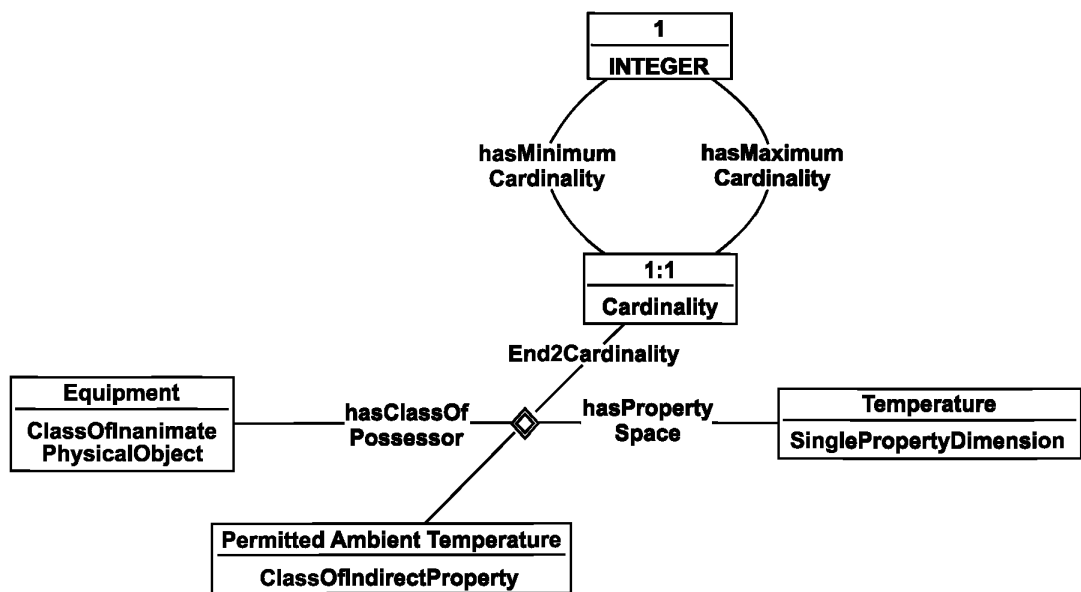 1
INTEGER
hasMinimum
Cardinality
hasMaximum
Cardinality
1:1
Cardinality
End2Cardinality
Equipment
ClassOfInanimate
PhysicalObject
hasClassOf
Possessor
hasProperty
Space
Temperature
SinglePropertyDimension
Permitted Ambient Temperature
ClassOfIndirectProperty